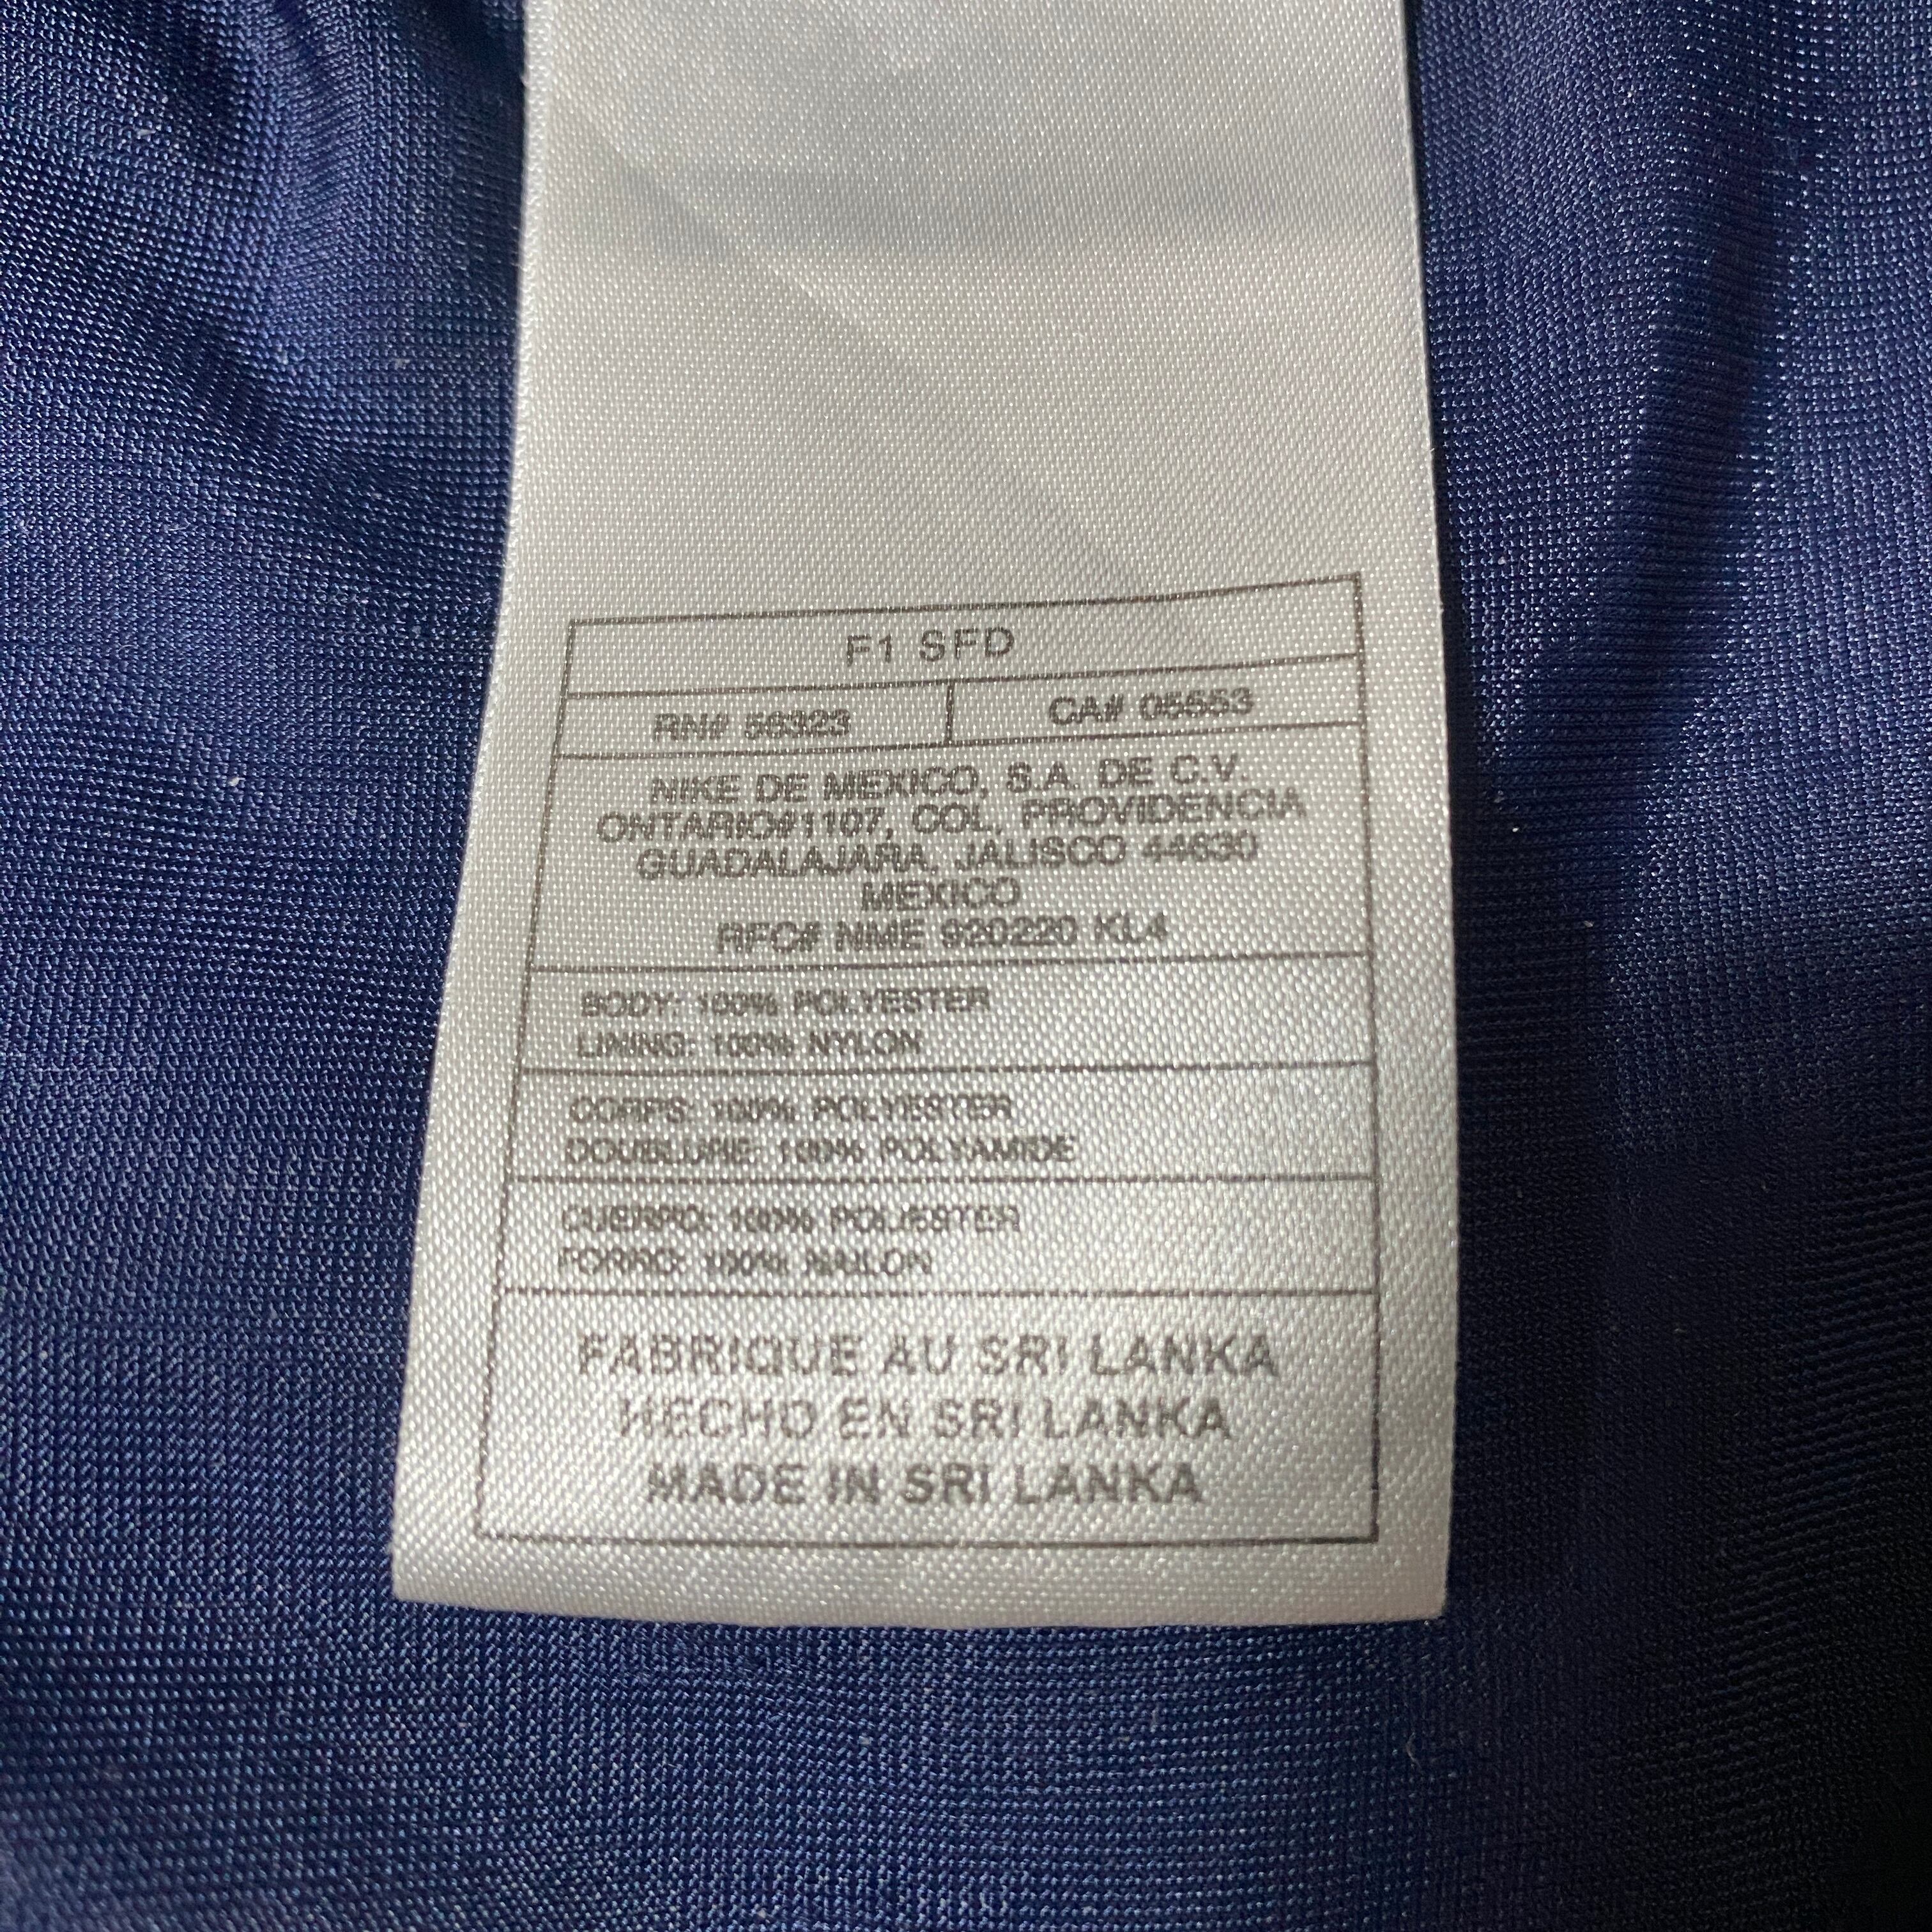 F1 SFD
RN# 56323 CA# 05553
NIKE DE MEXICO, S.A. DE C.V.
ONTARIO#1107, COL. PROVIDENCIA
GUADALAJARA, JALISCO 44630
MEXICO
RFC# NME 920220 KL4
BODY: 100% POLYESTER
LINING: 100% NYLON
CORPS: 100% POLYESTER
DOUBLURE: 100% POLYAMIDE
CUERPO: 100% POLIESTER
FORRO: 100% NAILON
FABRIQUE AU SRI LANKA
HECHO EN SRI LANKA
MADE IN SRI LANKA